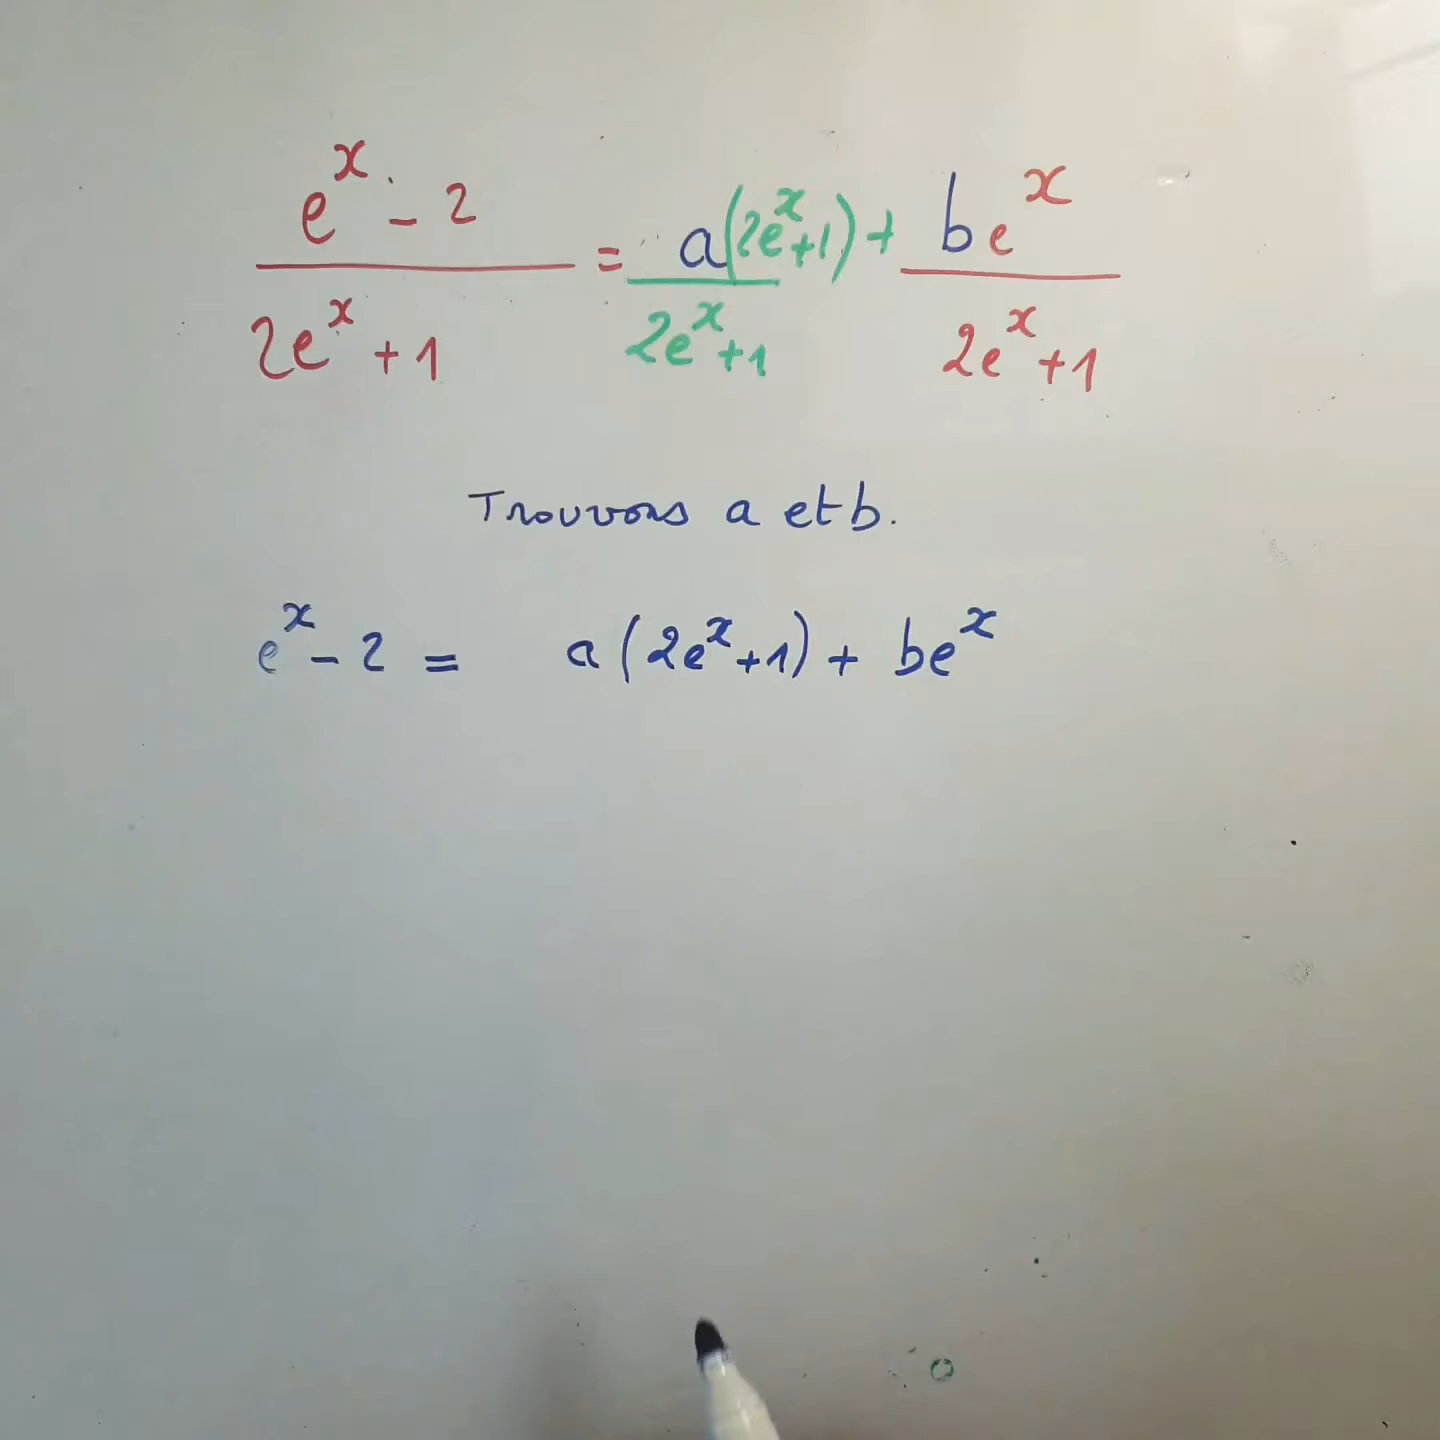 e^x - 2 / 2e^x + 1 = a(2e^x + 1) / 2e^x + 1 + be^x / 2e^x + 1
Trouvons a et b.
e^x - 2 = a(2e^x + 1) + be^x